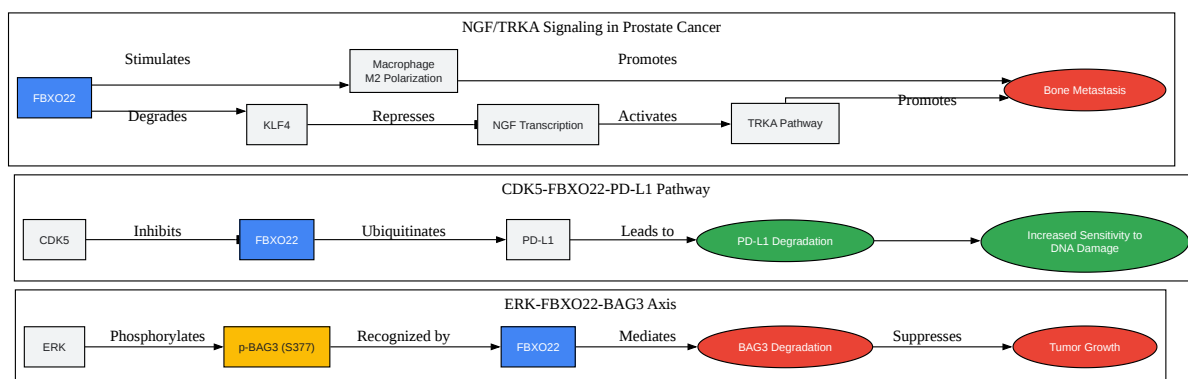 NGF/TRKA Signaling in Prostate Cancer
Stimulates
Macrophage
M2 Polarization
Promotes
FBXO22
Bone Metastasis
Degrades
KLF4
Represses
NGF Transcription
Activates
TRKA Pathway
Promotes
CDK5-FBXO22-PD-L1 Pathway
CDK5
Inhibits
FBXO22
Ubiquitinates
PD-L1
Leads to
PD-L1 Degradation
Increased Sensitivity to
DNA Damage
ERK-FBXO22-BAG3 Axis
ERK
Phosphorylates
p-BAG3 (S377)
Recognized by
FBXO22
Mediates
BAG3 Degradation
Suppresses
Tumor Growth